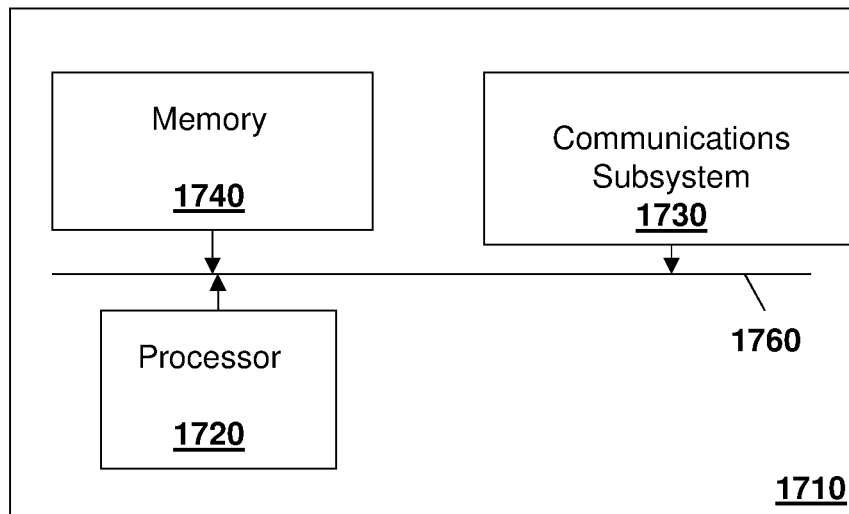 Memory
1740
Communications
Subsystem
1730
1760
Processor
1720
1710